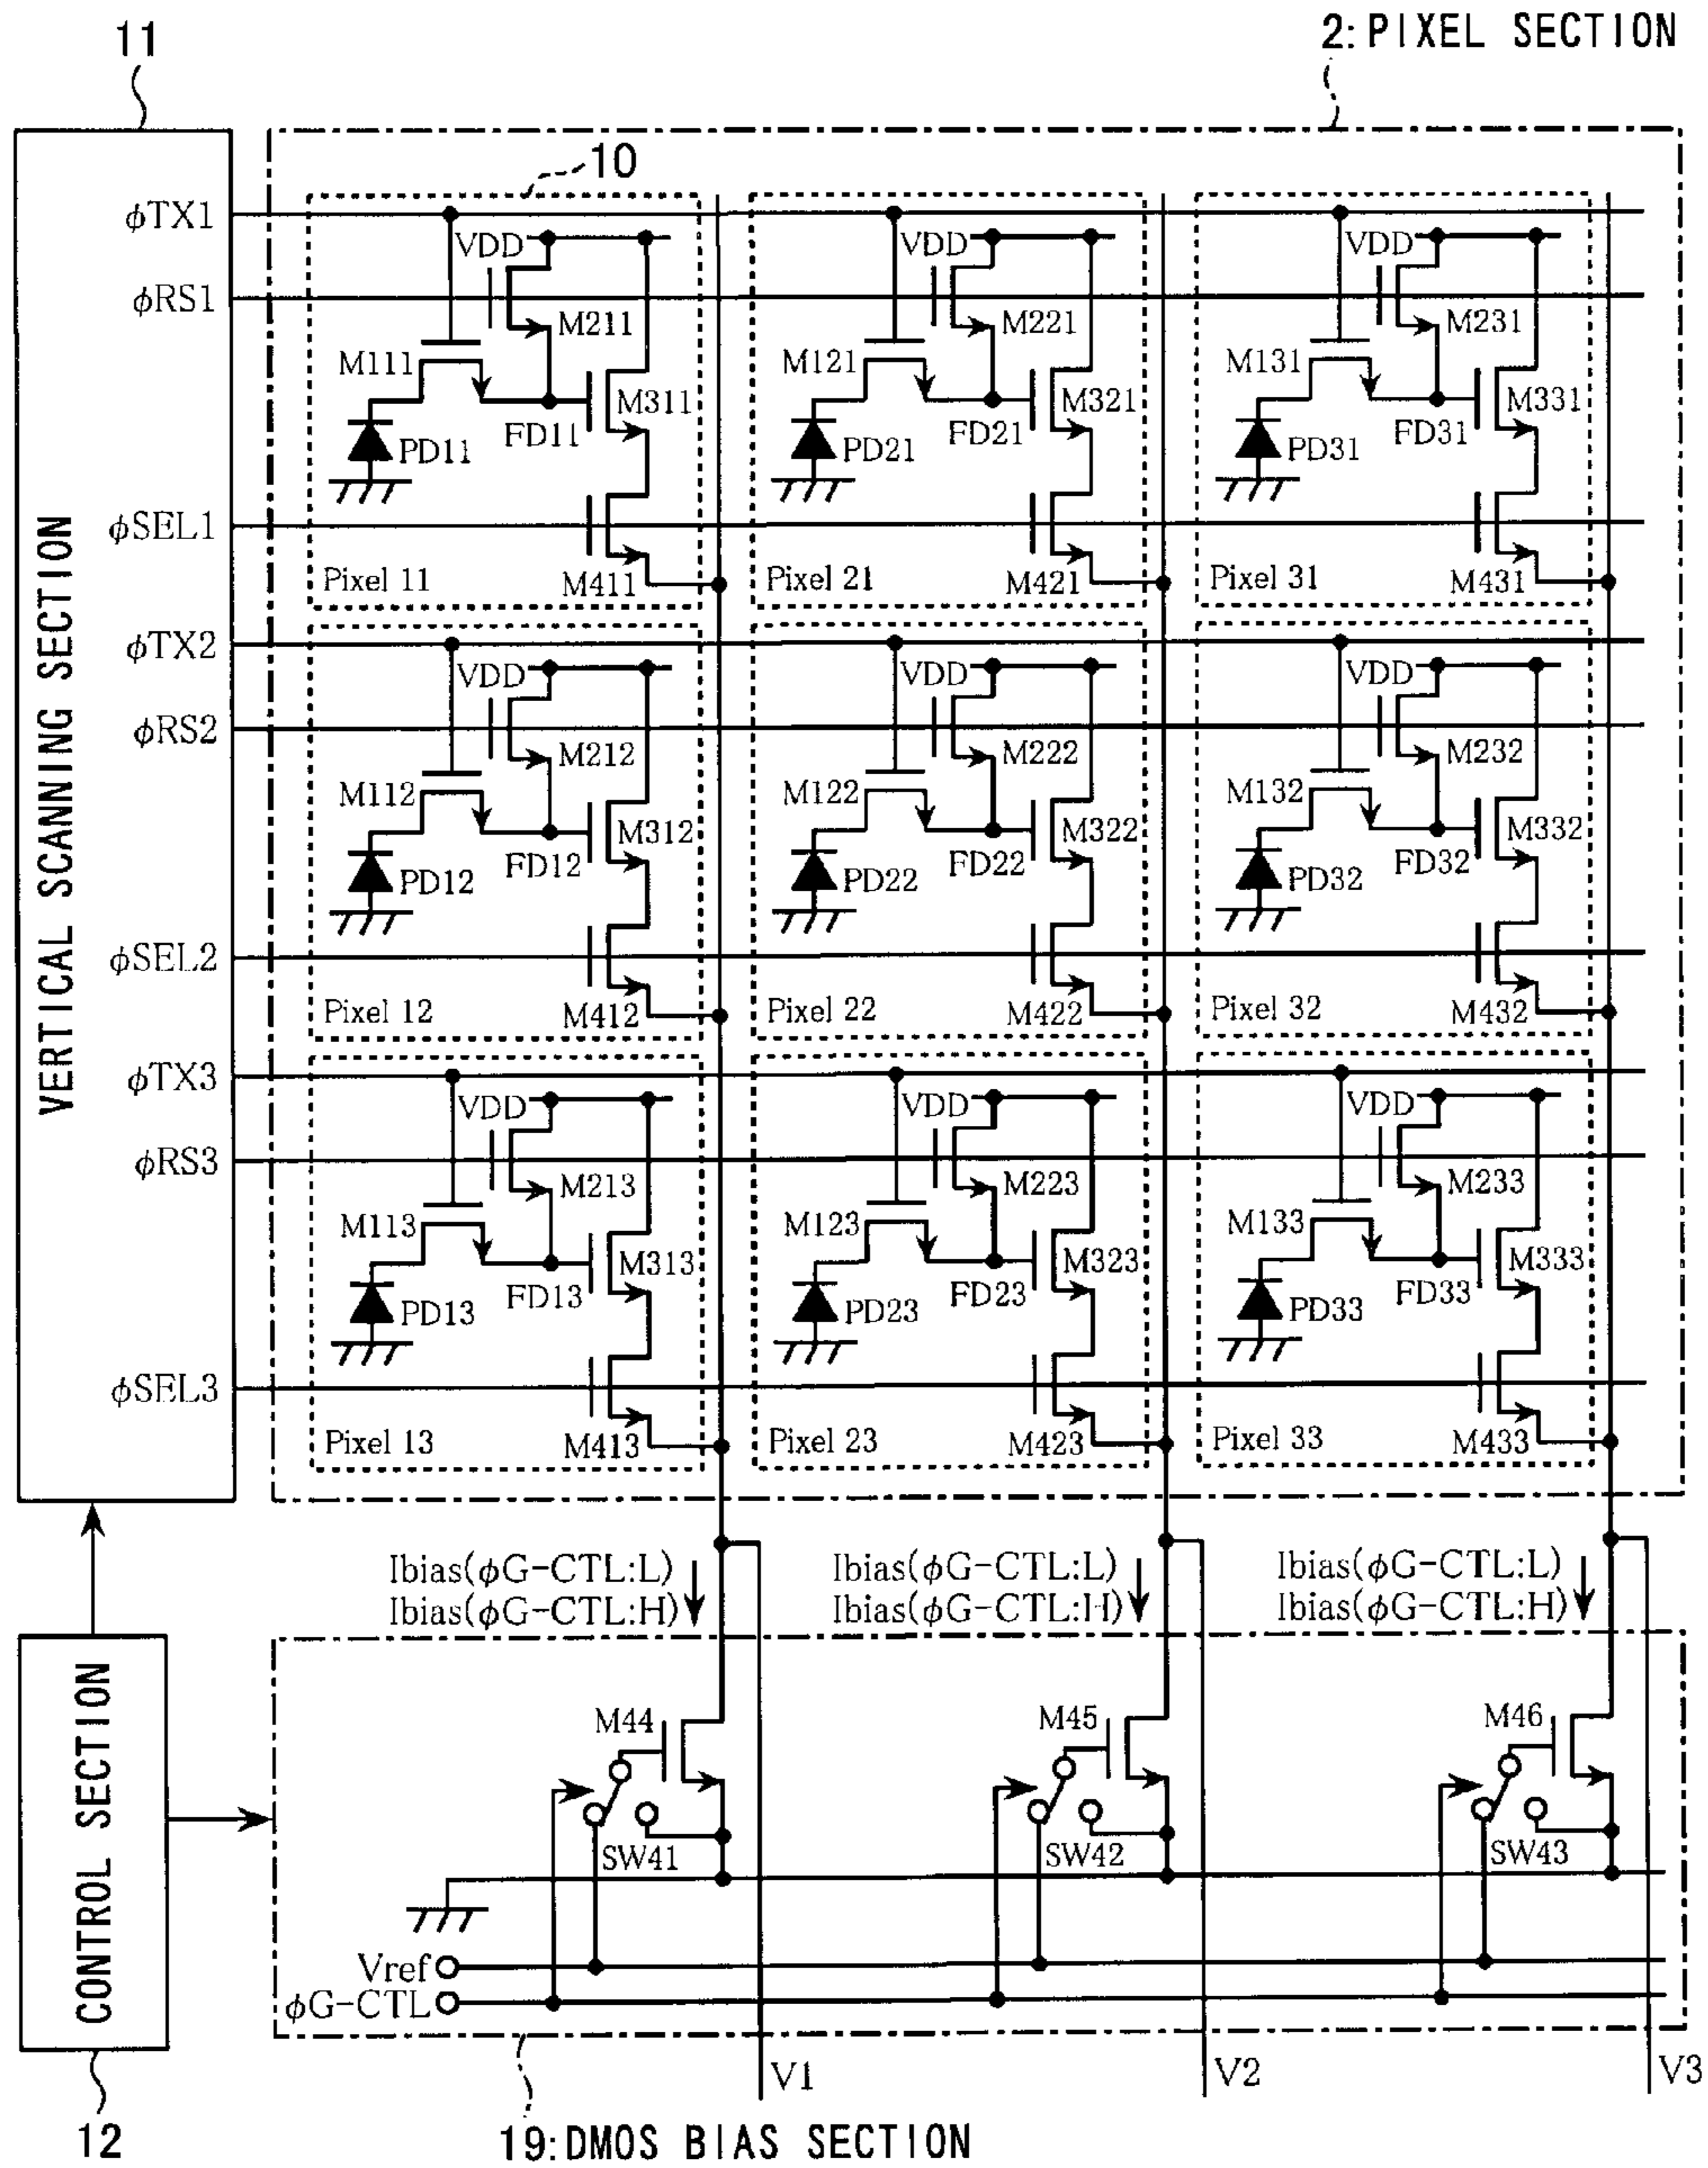 11
2: PIXEL SECTION
10
VERTICAL SCANNING SECTION
φTX1
VDD
VDD
VDD
φRS1
M211
M221
M231
M111
M121
M131
M311
M321
M331
FD11
FD21
FD31
PD11
PD21
PD31
φSEL1
Pixel 11
M411
Pixel 21
M421
Pixel 31
M431
φTX2
VDD
VDD
VDD
φRS2
M212
M222
M232
M112
M122
M132
M312
M322
M332
FD12
FD22
FD32
PD12
PD22
PD32
φSEL2
Pixel 12
M412
Pixel 22
M422
Pixel 32
M432
φTX3
VDD
VDD
VDD
φRS3
M213
M223
M233
M113
M123
M133
M313
M323
M333
FD13
FD23
FD33
PD13
PD23
PD33
φSEL3
Pixel 13
M413
Pixel 23
M423
Pixel 33
M433
Ibias(φG-CTL:L)
Ibias(φG-CTL:H)
Ibias(φG-CTL:L)
Ibias(φG-CTL:H)
Ibias(φG-CTL:L)
Ibias(φG-CTL:H)
CONTROL SECTION
M44
M45
M46
SW41
SW42
SW43
Vref
φG-CTL
V1
V2
V3
12
19:DMOS BIAS SECTION